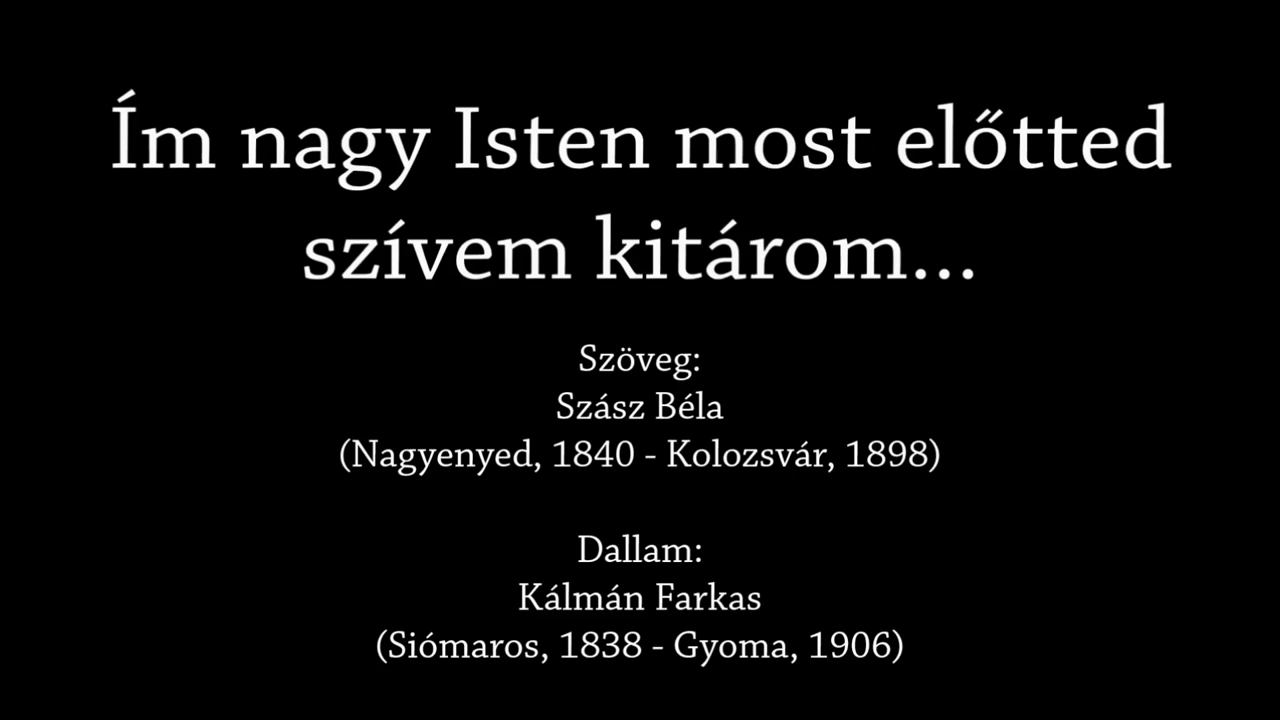 Ím nagy Isten most előtted
szívem kitárom...
Szöveg:
Szász Béla
(Nagyenyed, 1840 - Kolozsvár, 1898)
Dallam:
Kálmán Farkas
(Siómaros, 1838 - Gyoma, 1906)